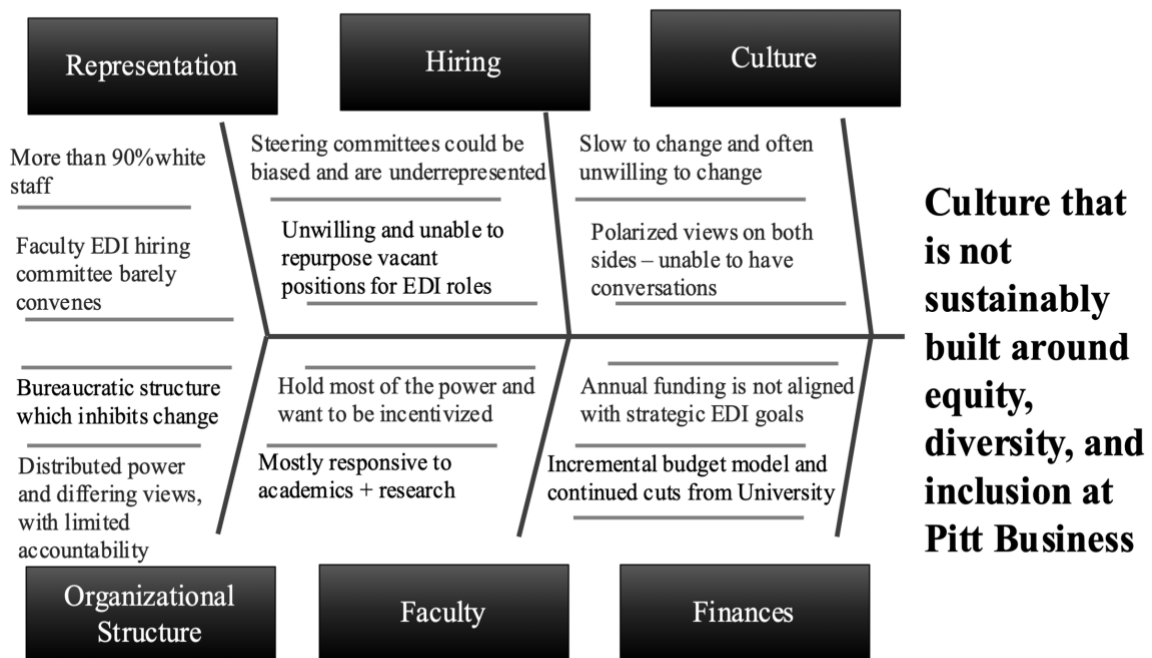 Representation
Hiring
Culture
More than 90%white
staff
Faculty EDI hiring
committee barely
convenes
Steering committees could be
biased and are underrepresented
Unwilling and unable to
repurpose vacant
positions for EDI roles
Slow to change and often
unwilling to change
Polarized views on both
sides – unable to have
conversations
Culture that
is not
sustainably
built around
equity,
diversity, and
inclusion at
Pitt Business
Bureaucratic structure
which inhibits change
Distributed power
and differing views,
with limited
accountability
Hold most of the power and
want to be incentivized
Mostly responsive to
academics + research
Annual funding is not aligned
with strategic EDI goals
Incremental budget model and
continued cuts from University
Organizational
Structure
Faculty
Finances